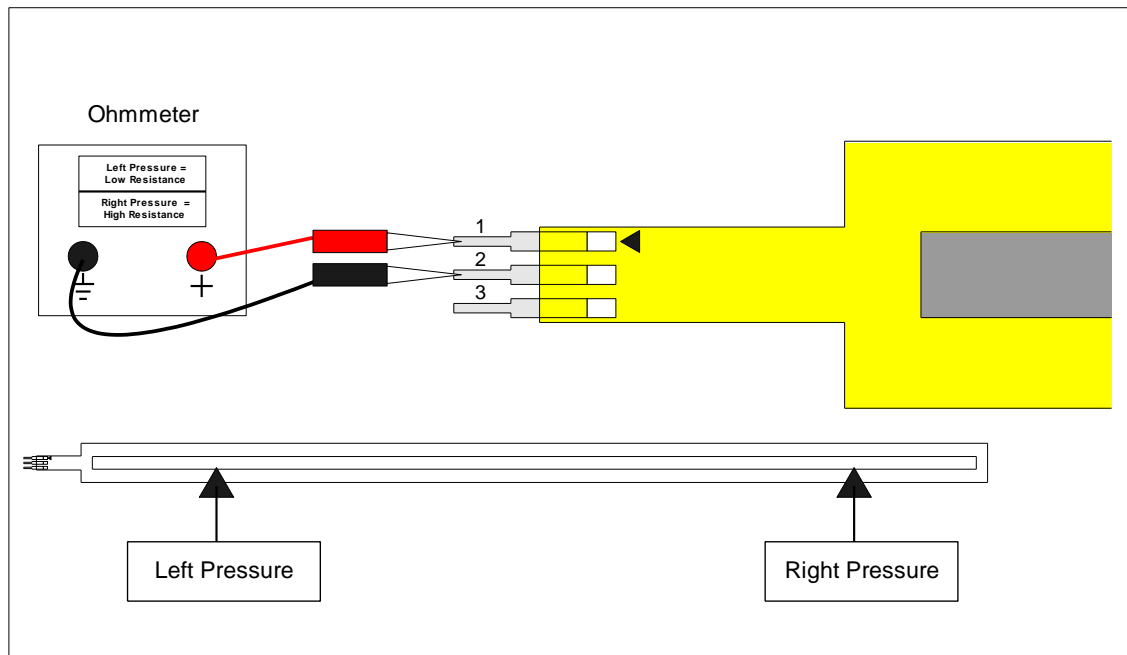 Ohmmeter
Left Pressure =
Low Resistance
Right Pressure =
High Resistance
+
1
2
3
Left Pressure
Right Pressure